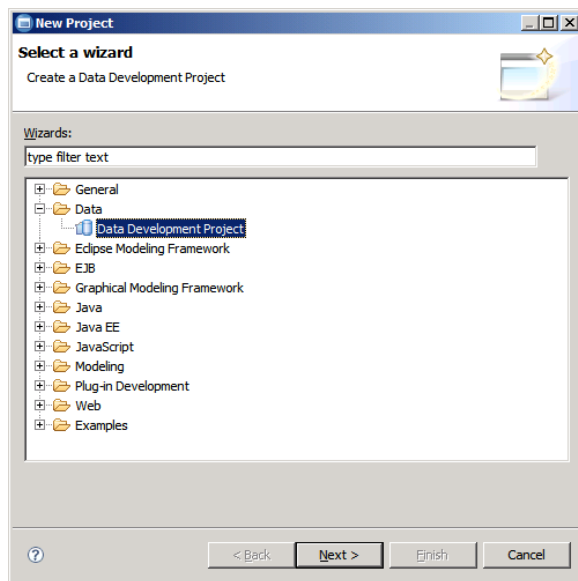 New Project
Select a wizard
Create a Data Development Project
Wizards:
type filter text
General
Data
Data Development Project
Eclipse Modeling Framework
EJB
Graphical Modeling Framework
Java
Java EE
JavaScript
Modeling
Plug-in Development
Web
Examples
? < Back Next > Finish Cancel